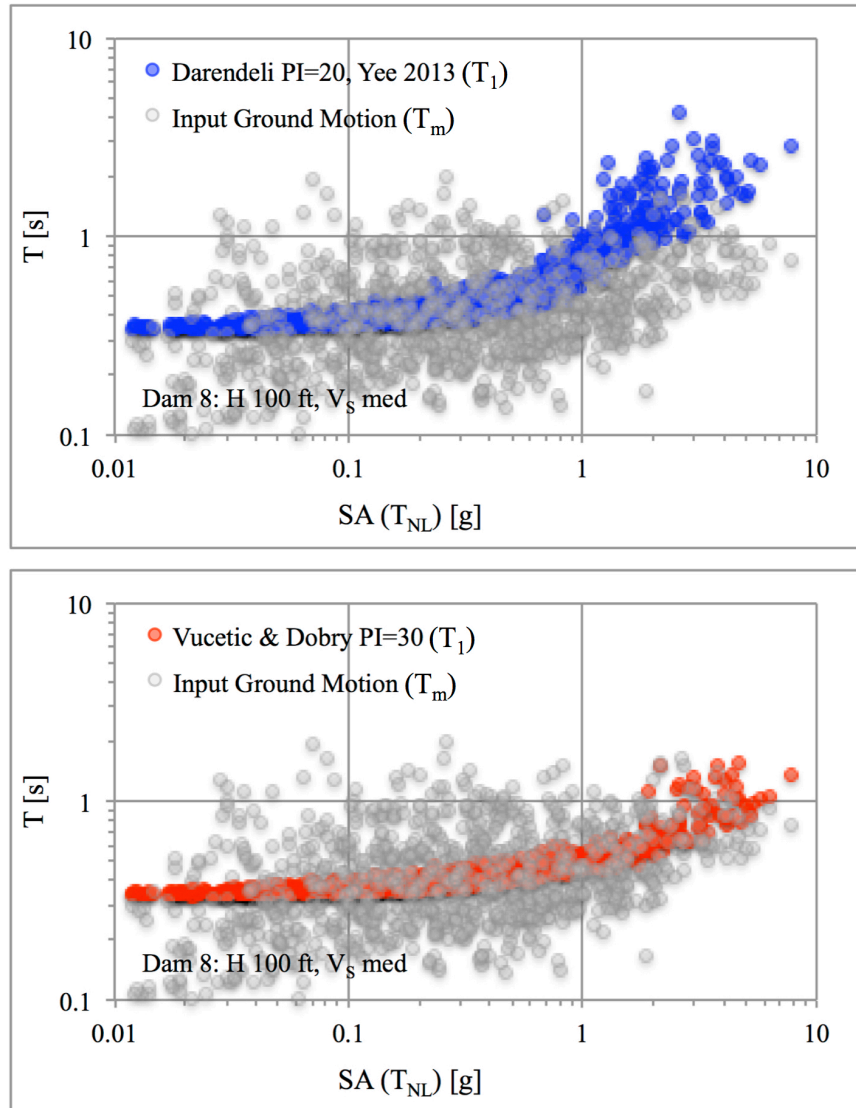 10
Darendeli PI=20, Yee 2013 (T1)
Input Ground Motion (Tm)
T [s]
1
Dam 8: H 100 ft, VS med
0.1
0.01 0.1 1 10
SA (TNL) [g]
10
Vucetic & Dobry PI=30 (T1)
Input Ground Motion (Tm)
T [s]
1
Dam 8: H 100 ft, VS med
0.1
0.01 0.1 1 10
SA (TNL) [g]